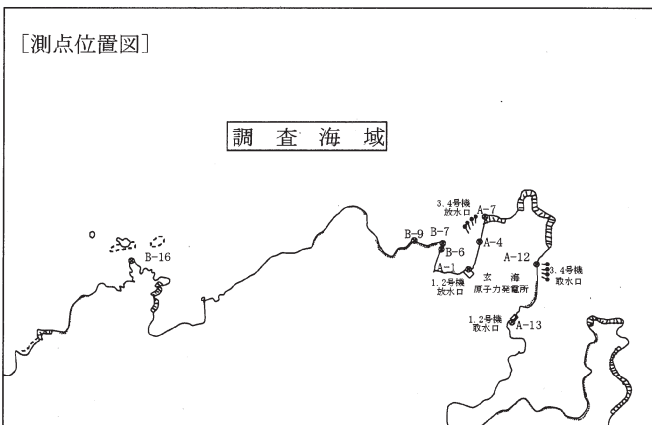 [測点位置図]
調査海域
3.4号機
放水口
A-7
B-9
B-7
B-6
A-4
A-1
B-16
A-12
1.2号機
放水口
玄海
原子力発電所
3.4号機
取水口
1.2号機
取水口
A-13